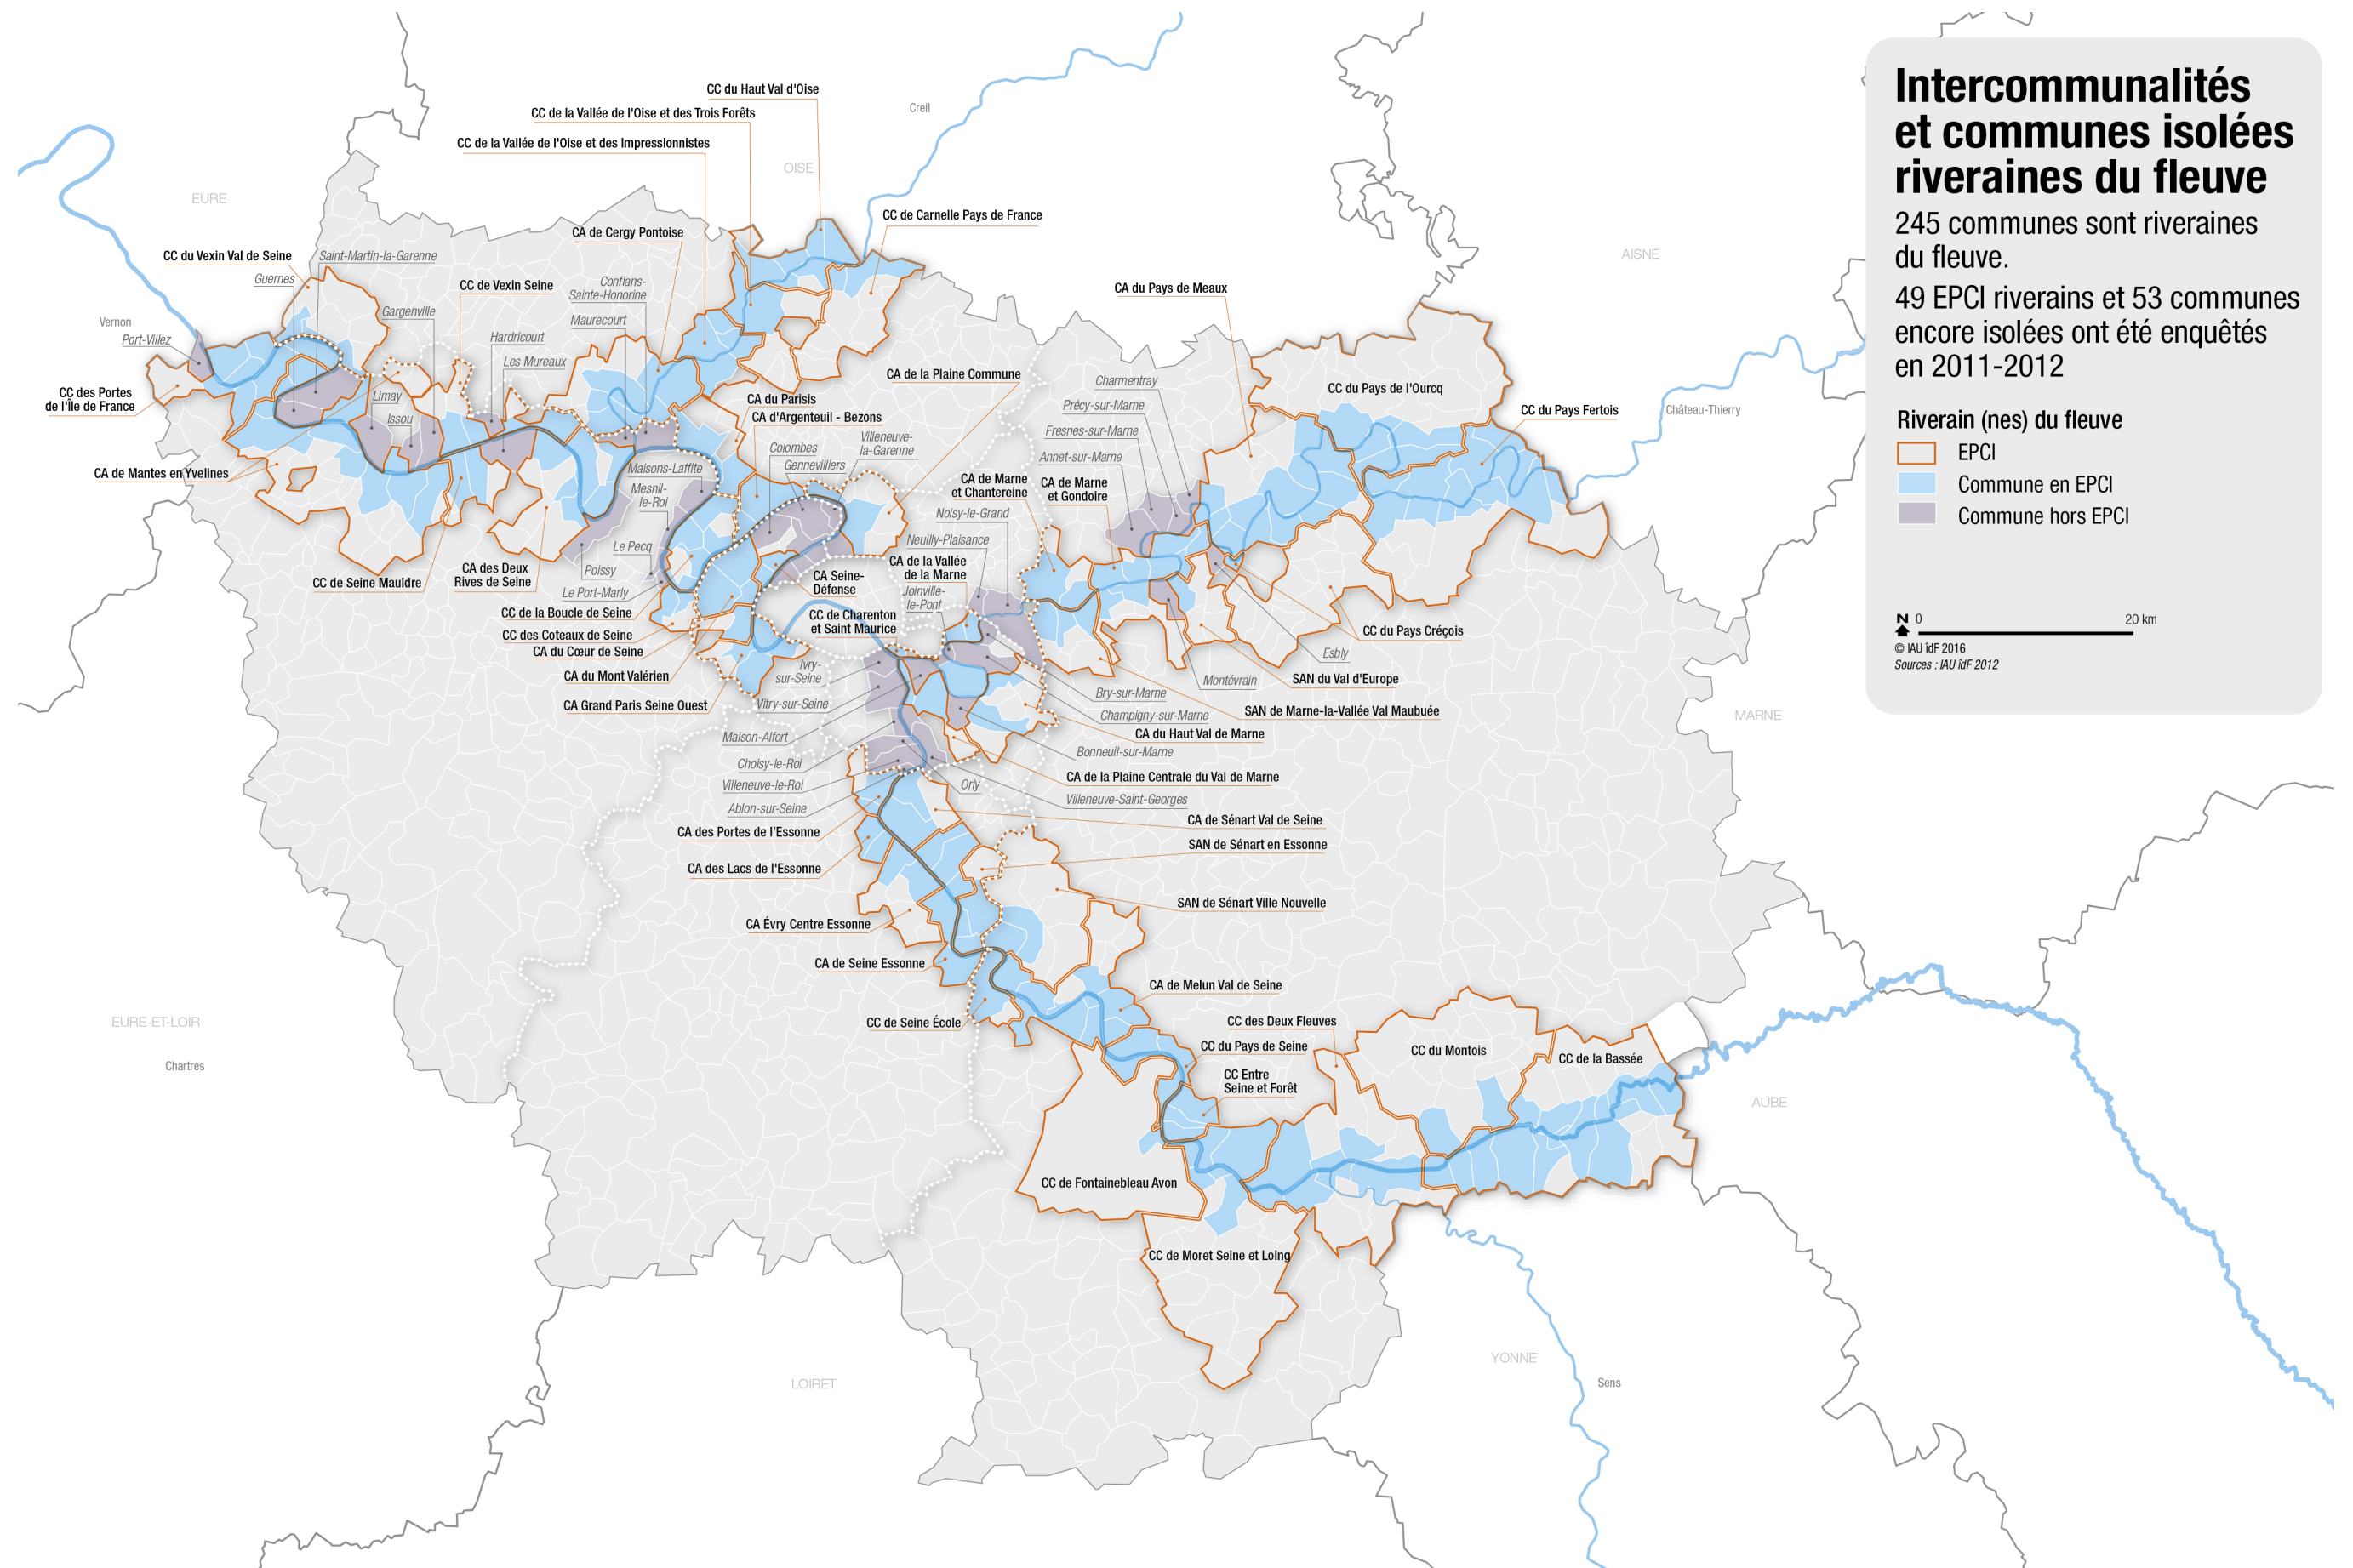 Intercommunalités
et communes isolées
riveraines du fleuve
245 communes sont riveraines
du fleuve.
49 EPCI riverains et 53 communes
encore isolées ont été enquêtés
en 2011-2012
Riverain (nes) du fleuve
EPCI
Commune en EPCI
Commune hors EPCI
N 0 20 km
© IAU îdF 2016
Sources : IAU îdF 2012
CC du Haut Val d'Oise
Creil
CC de la Vallée de l'Oise et des Trois Forêts
CC de la Vallée de l'Oise et des Impressionnistes
OISE
EURE
CC de Carnelle Pays de France
CA de Cergy Pontoise
AISNE
CC du Vexin Val de Seine
Saint-Martin-la-Garenne
Guernes
CC de Vexin Seine
Conflans-
Sainte-Honorine
CA du Pays de Meaux
Gargenville
Maurecourt
Vernon
Port-Villez
Hardricourt
Les Mureaux
CA de la Plaine Commune
Charmentray
CC du Pays de l'Ourcq
CC des Portes
de l'Île de France
Limay
CA du Parisis
Précy-sur-Marne
CC du Pays Fertois
Château-Thierry
Issou
CA d'Argenteuil - Bezons
Fresnes-sur-Marne
Colombes
Villeneuve-
la-Garenne
Annet-sur-Marne
Gennevilliers
CA de Mantes en Yvelines
Maisons-Laffite
CA de Marne
et Chantereine
CA de Marne
et Gondoire
Mesnil-
le-Roi
Noisy-le-Grand
Neuilly-Plaisance
Le Pecq
Poissy
CA de la Vallée
de la Marne
CC de Seine Mauldre
CA des Deux
Rives de Seine
CA Seine-
Défense
Le Port-Marly
Joinville-
le-Pont
CC de la Boucle de Seine
CC de Charenton
et Saint Maurice
CC des Coteaux de Seine
CC du Pays Créçois
CA du Cœur de Seine
Esbly
Ivry-
sur-Seine
CA du Mont Valérien
Montévrain
SAN du Val d'Europe
Bry-sur-Marne
Vitry-sur-Seine
CA Grand Paris Seine Ouest
SAN de Marne-la-Vallée Val Maubuée
MARNE
Champigny-sur-Marne
CA du Haut Val de Marne
Maison-Alfort
Bonneuil-sur-Marne
Choisy-le-Roi
CA de la Plaine Centrale du Val de Marne
Villeneuve-le-Roi
Orly
Villeneuve-Saint-Georges
Ablon-sur-Seine
CA de Sénart Val de Seine
CA des Portes de l'Essonne
SAN de Sénart en Essonne
CA des Lacs de l'Essonne
SAN de Sénart Ville Nouvelle
CA Évry Centre Essonne
CA de Seine Essonne
CA de Melun Val de Seine
EURE-ET-LOIR
CC de Seine École
CC des Deux Fleuves
CC du Pays de Seine
CC du Montois
CC de la Bassée
Chartres
CC Entre
Seine et Forêt
AUBE
CC de Fontainebleau Avon
CC de Moret Seine et Loing
YONNE
LOIRET
Sens